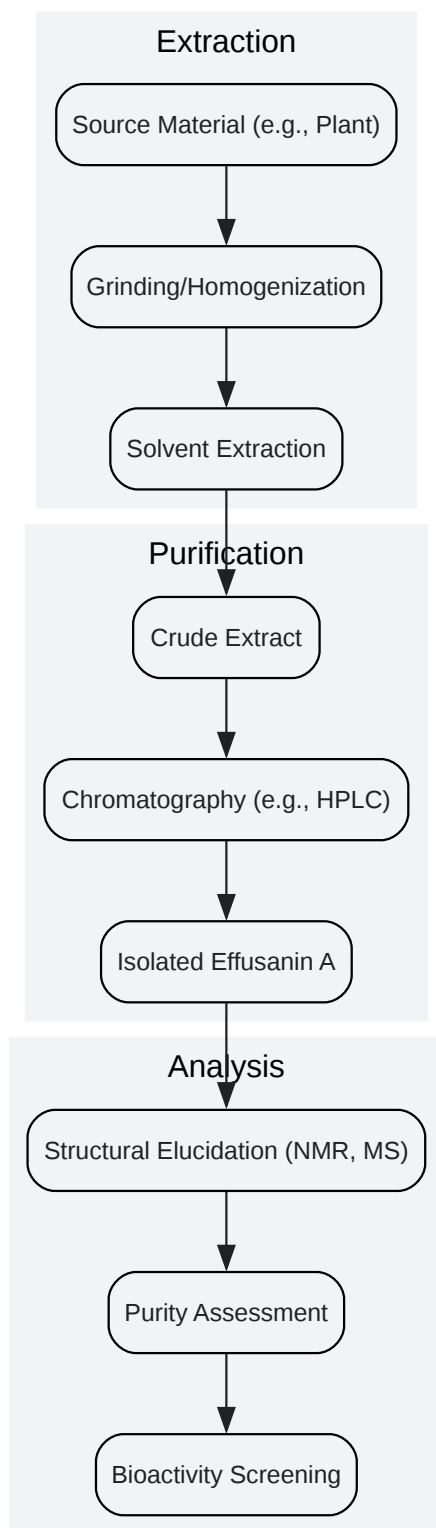 Extraction
Source Material (e.g., Plant)
Grinding/Homogenization
Solvent Extraction
Purification
Crude Extract
Chromatography (e.g., HPLC)
Isolated Effusanin A
Analysis
Structural Elucidation (NMR, MS)
Purity Assessment
Bioactivity Screening